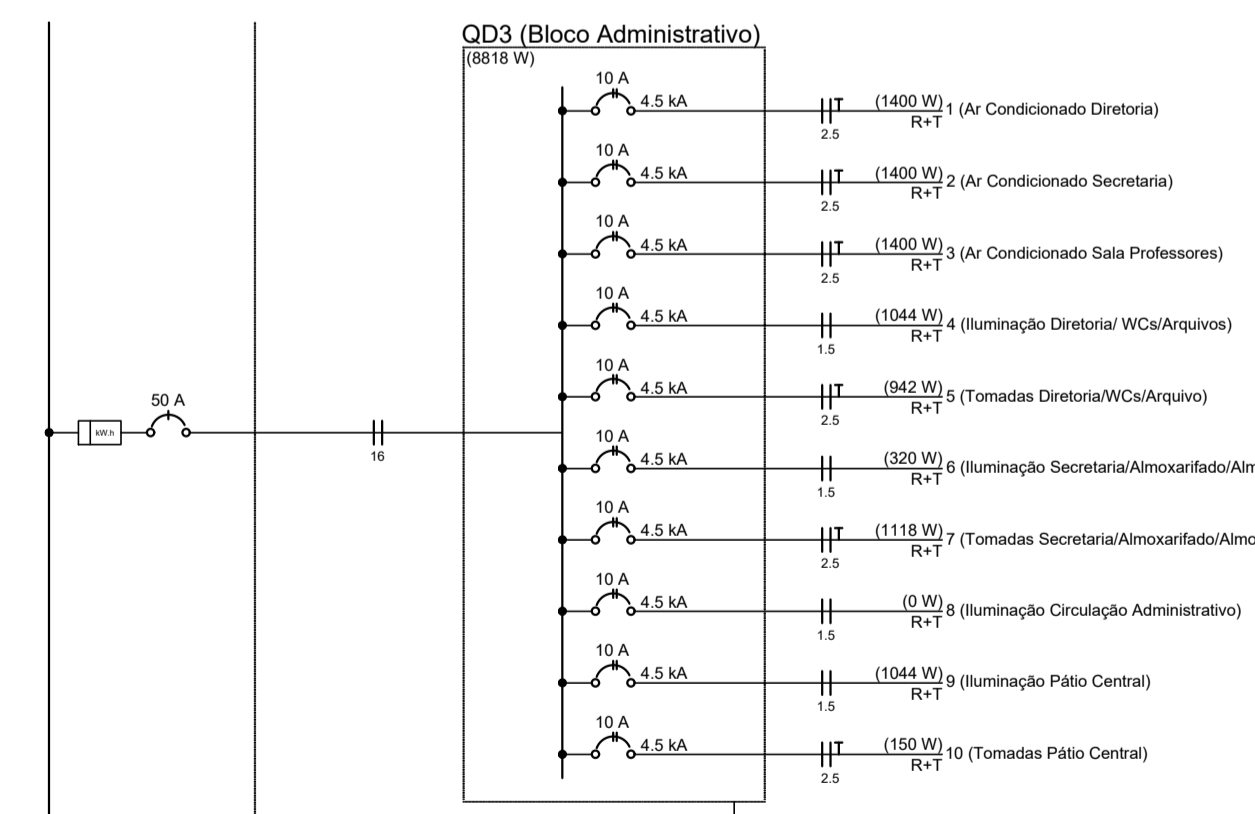 QD3 (Bloco Administrativo)
(8818 W)
10 A
4.5 kA
T
2.5
(1400 W)
R+T
1 (Ar Condicionado Diretoria)
10 A
4.5 kA
T
2.5
(1400 W)
R+T
2 (Ar Condicionado Secretaria)
10 A
4.5 kA
T
2.5
(1400 W)
R+T
3 (Ar Condicionado Sala Professores)
10 A
4.5 kA
1.5
(1044 W)
R+T
4 (Iluminação Diretoria/ WCs/Arquivos)
10 A
4.5 kA
T
2.5
(942 W)
R+T
5 (Tomadas Diretoria/WCs/Arquivo)
50 A
kW.h
16
10 A
4.5 kA
1.5
(320 W)
R+T
6 (Iluminação Secretaria/Almoxarifado/Alm
10 A
4.5 kA
T
2.5
(1118 W)
R+T
7 (Tomadas Secretaria/Almoxarifado/Almo
10 A
4.5 kA
1.5
(0 W)
R+T
8 (Iluminação Circulação Administrativo)
10 A
4.5 kA
1.5
(1044 W)
R+T
9 (Iluminação Pátio Central)
10 A
4.5 kA
T
2.5
(150 W)
R+T
10 (Tomadas Pátio Central)